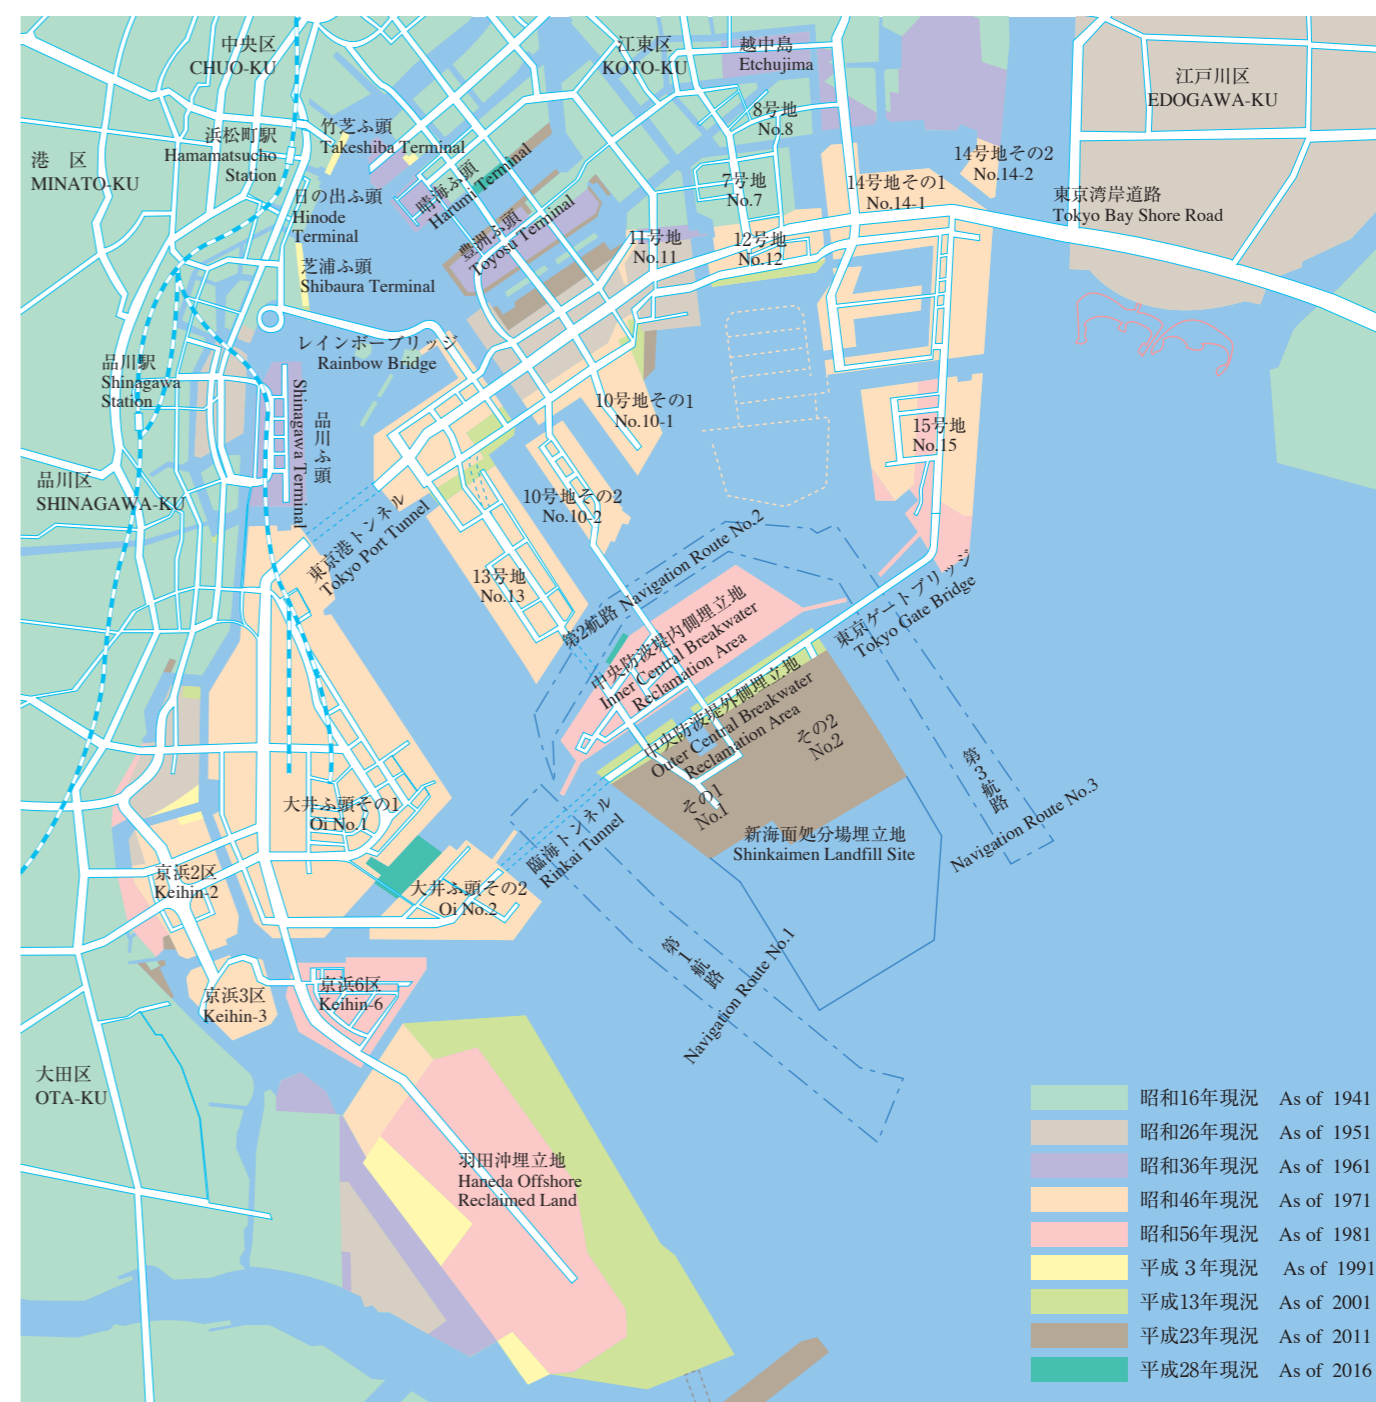 中央区
CHUO-KU
江東区
KOTO-KU
越中島
Etchujima
江戸川区
EDOGAWA-KU
竹芝ふ頭
Takeshiba Terminal
浜松町駅
Hamamatsucho
Station
港　区
MINATO-KU
8号地
No.8
14号地その2
No.14-2
晴海ふ頭
Harumi Terminal
7号地
No.7
14号地その1
No.14-1
東京湾岸道路
Tokyo Bay Shore Road
日の出ふ頭
Hinode
Terminal
豊洲ふ頭
Toyosu Terminal
11号地
No.11
12号地
No.12
芝浦ふ頭
Shibaura Terminal
レインボーブリッジ
Rainbow Bridge
品川駅
Shinagawa
Station
品川ふ頭
Shinagawa Terminal
10号地その1
No.10-1
15号地
No.15
品川区
SHINAGAWA-KU
10号地その2
No.10-2
東京港トンネル
Tokyo Port Tunnel
13号地
No.13
第2航路 Navigation Route No.2
中央防波堤内側埋立地
Inner Central Breakwater
Reclamation Area
東京ゲートブリッジ
Tokyo Gate Bridge
中央防波堤外側埋立地
Outer Central Breakwater
Reclamation Area
その2
No.2
その1
No.1
第3航路
Navigation Route No.3
大井ふ頭その1
Oi No.1
臨海トンネル
Rinkai Tunnel
新海面処分場埋立地
Shinkaimen Landfill Site
京浜2区
Keihin-2
大井ふ頭その2
Oi No.2
第1航路
Navigation Route No.1
京浜3区
Keihin-3
京浜6区
Keihin-6
大田区
OTA-KU
羽田沖埋立地
Haneda Offshore
Reclaimed Land
昭和16年現況 As of 1941
昭和26年現況 As of 1951
昭和36年現況 As of 1961
昭和46年現況 As of 1971
昭和56年現況 As of 1981
平成３年現況 As of 1991
平成13年現況 As of 2001
平成23年現況 As of 2011
平成28年現況 As of 2016